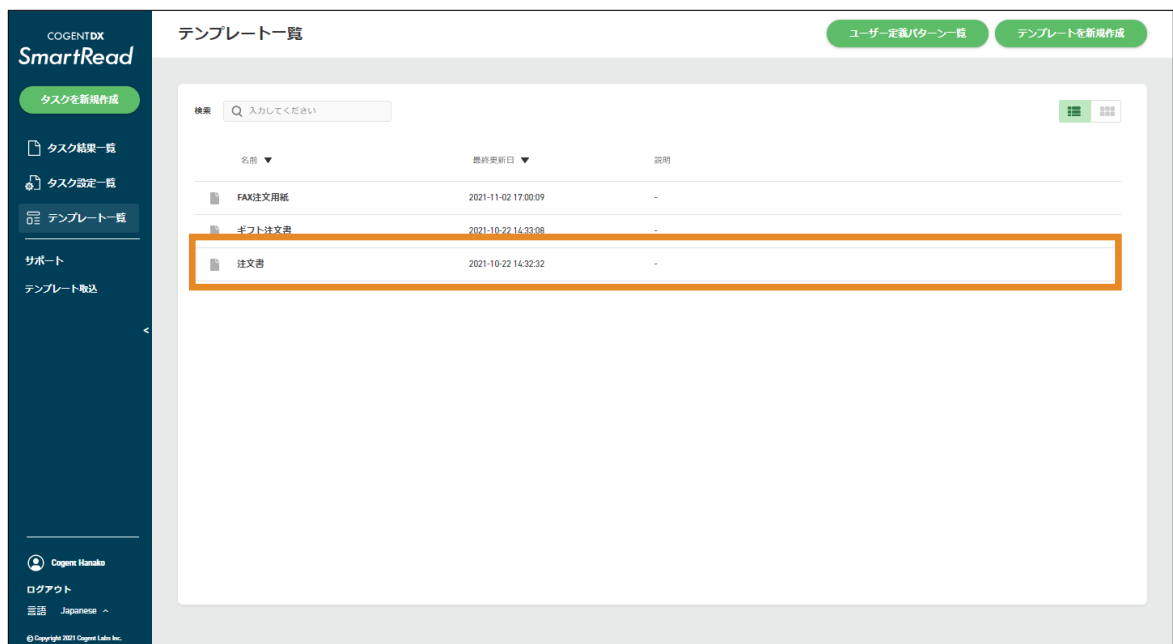 COGENTDX
SmartRead
タスクを新規作成
タスク結果一覧
タスク設定一覧
テンプレート一覧
サポート
テンプレート取込
<
Cogent Hanako
ログアウト
言語 Japanese
© Copyright 2021 Cogent Labs Inc.
テンプレート一覧
ユーザー定義パターン一覧
テンプレートを新規作成
検索 入力してください
名前 ▼ 最終更新日 ▼ 説明
FAX注文用紙 2021-11-02 17:00:09 -
ギフト注文書 2021-10-22 14:33:08 -
注文書 2021-10-22 14:32:32 -